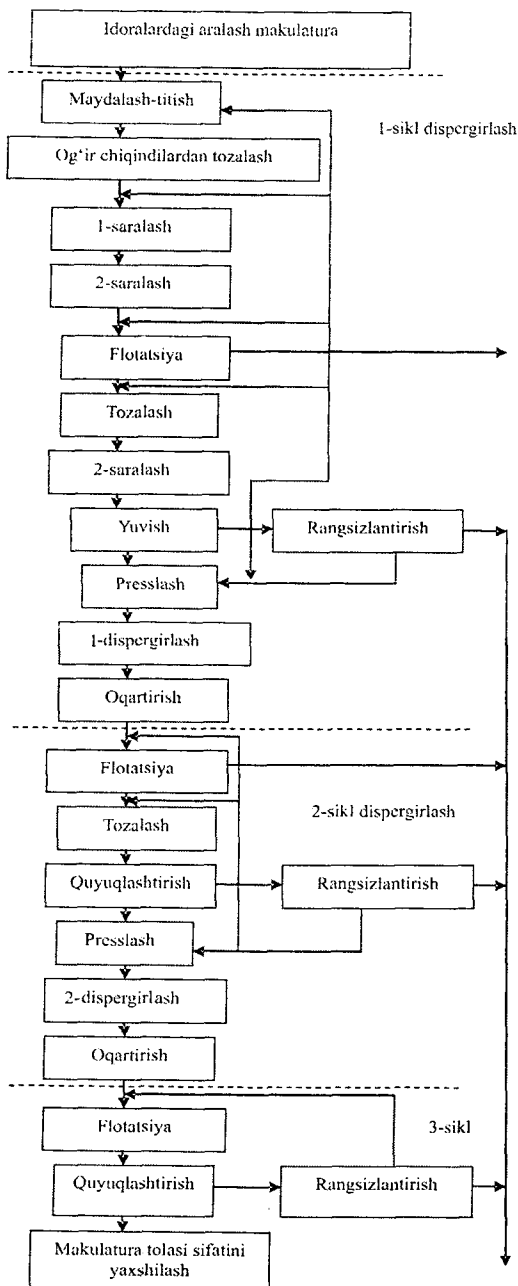 Idoralardagi aralash makulatura
Maydalash-titish
1-sikl dispergirlash
Og‘ir chiqindilardan tozalash
1-saralash
2-saralash
Flotatsiya
Tozalash
2-saralash
Yuvish
Rangsizlantirish
Presslash
1-dispergirlash
Oqartirish
Flotatsiya
2-sikl dispergirlash
Tozalash
Quyuqlashtirish
Rangsizlantirish
Presslash
2-dispergirlash
Oqartirish
Flotatsiya
3-sikl
Quyuqlashtirish
Rangsizlantirish
Makulatura tolasi sifatini
yaxshilash